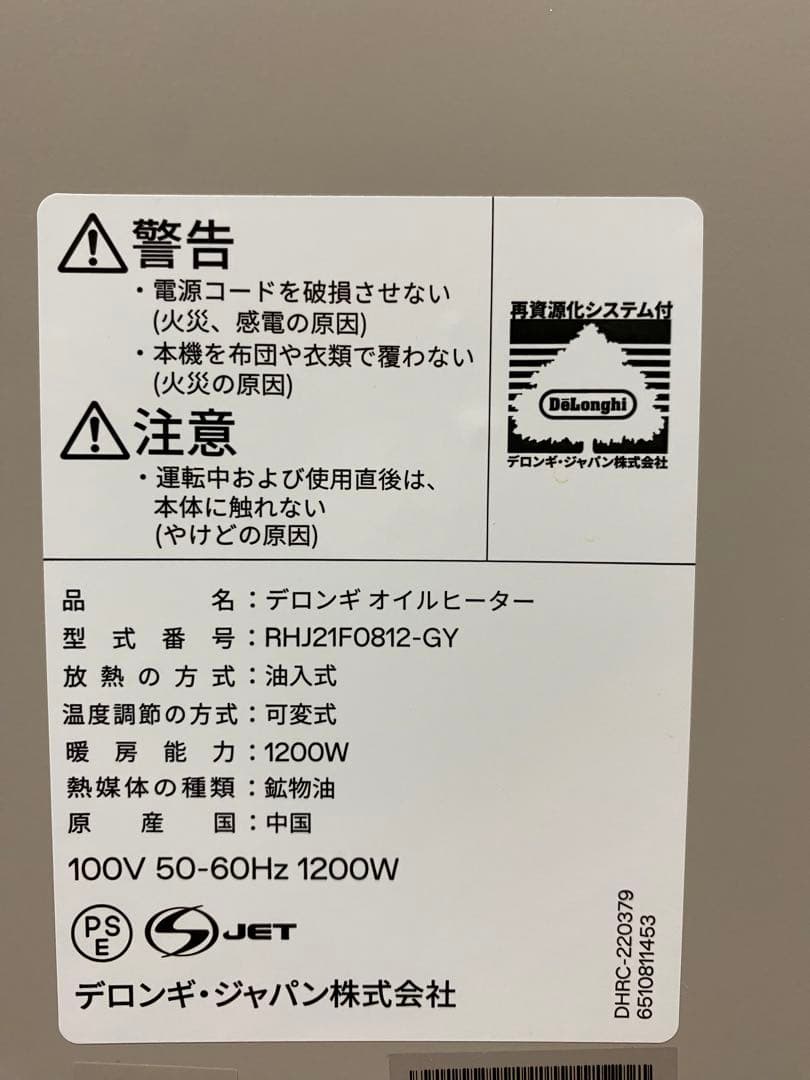 警告
・電源コードを破損させない
(火災、感電の原因)
・本機を布団や衣類で覆わない
(火災の原因)
注意
・運転中および使用直後は、
本体に触れない
(やけどの原因)
再資源化システム付
DēLonghi
デロンギ・ジャパン株式会社
品名：デロンギ オイルヒーター
型式番号：RHJ21F0812-GY
放熱の方式：油入式
温度調節の方式：可変式
暖房能力：1200W
熱媒体の種類：鉱物油
原産国：中国
100V 50-60Hz 1200W
PS
E
S JET
デロンギ・ジャパン株式会社
DHRC-220379
6510811453